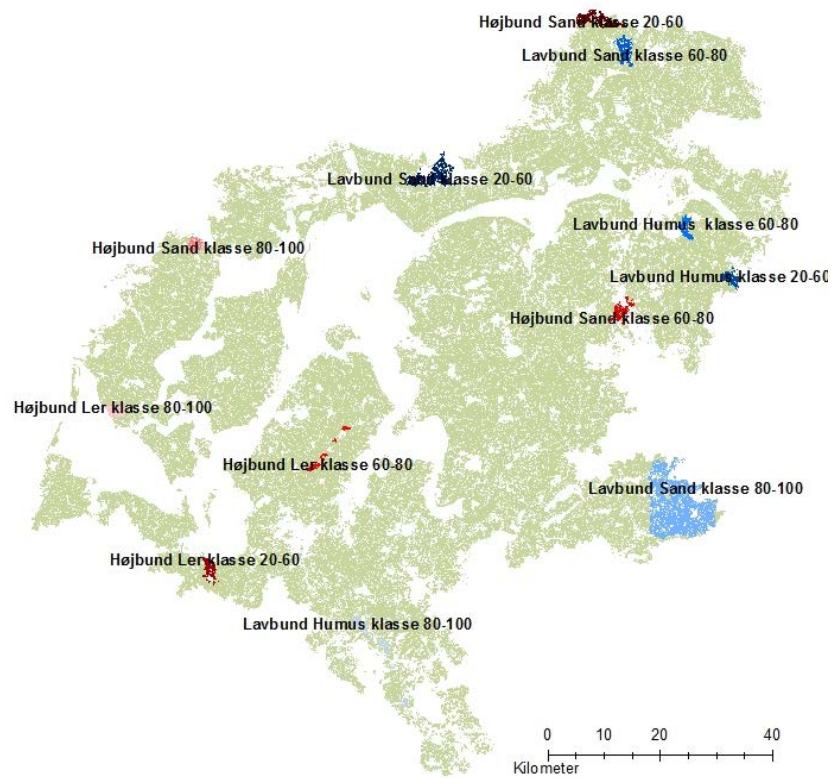 Højbund Sand klasse 20-60
Lavbund Sand klasse 60-80
Lavbund Sand klasse 20-60
Lavbund Humus klasse 60-80
Højbund Sand klasse 80-100
Lavbund Humus klasse 20-60
Højbund Sand klasse 60-80
Højbund Ler klasse 80-100
Højbund Ler klasse 60-80
Lavbund Sand klasse 80-100
Højbund Ler klasse 20-60
Lavbund Humus klasse 80-100
0 10 20 40
Kilometer